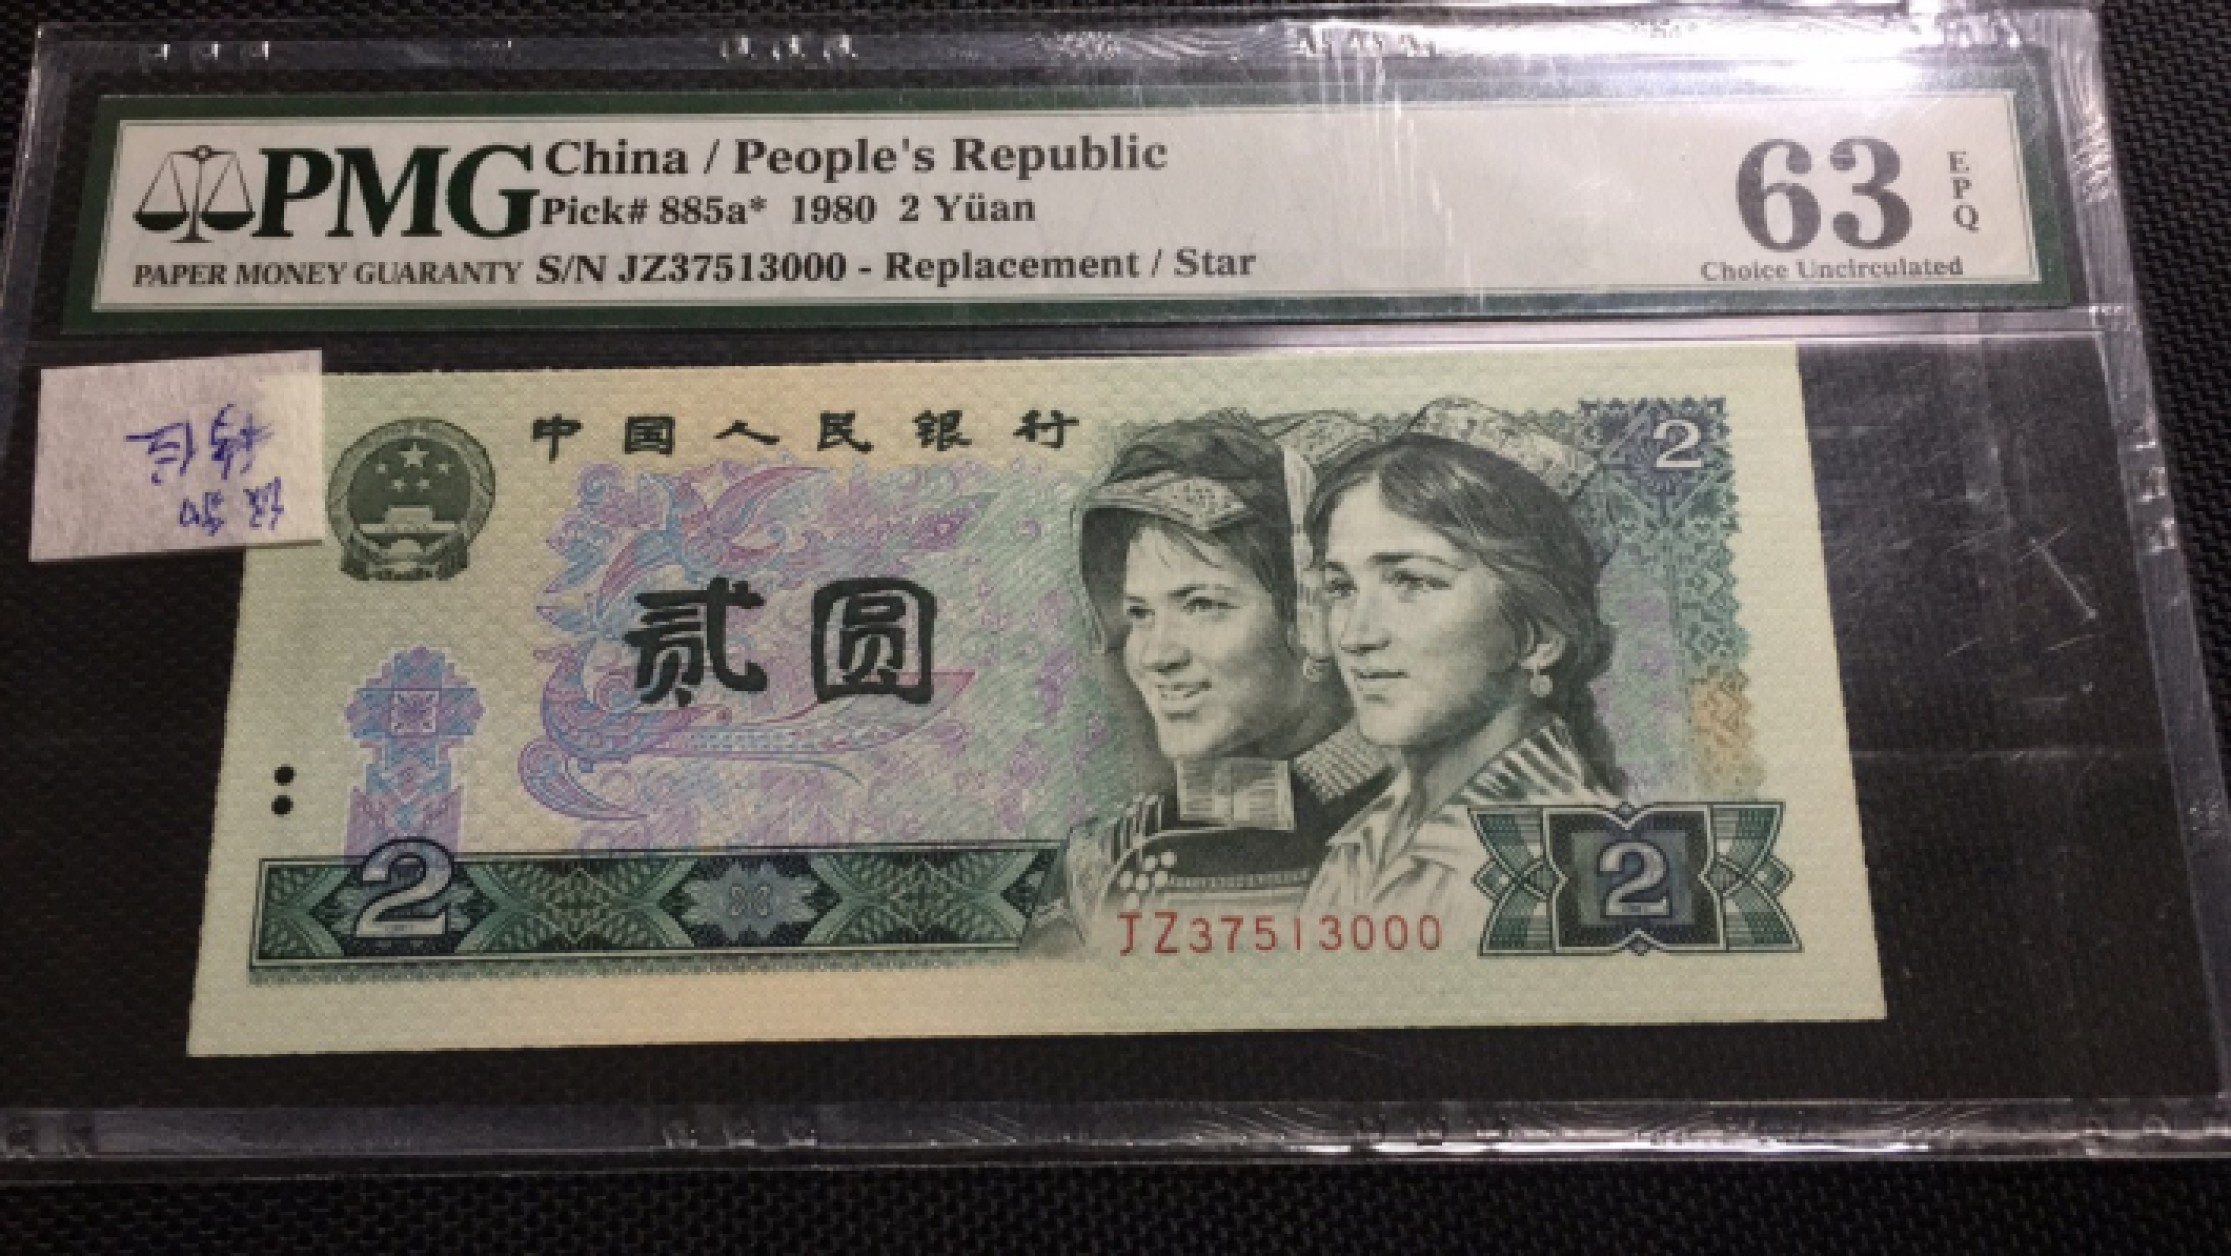 PMG
PAPER MONEY GUARANTY
China / People's Republic
Pick# 885a* 1980 2 Yüan
S/N JZ37513000 - Replacement / Star
63
EPQ
Choice Uncirculated
中国人民银行
2
贰圆
2
JZ37513000
2